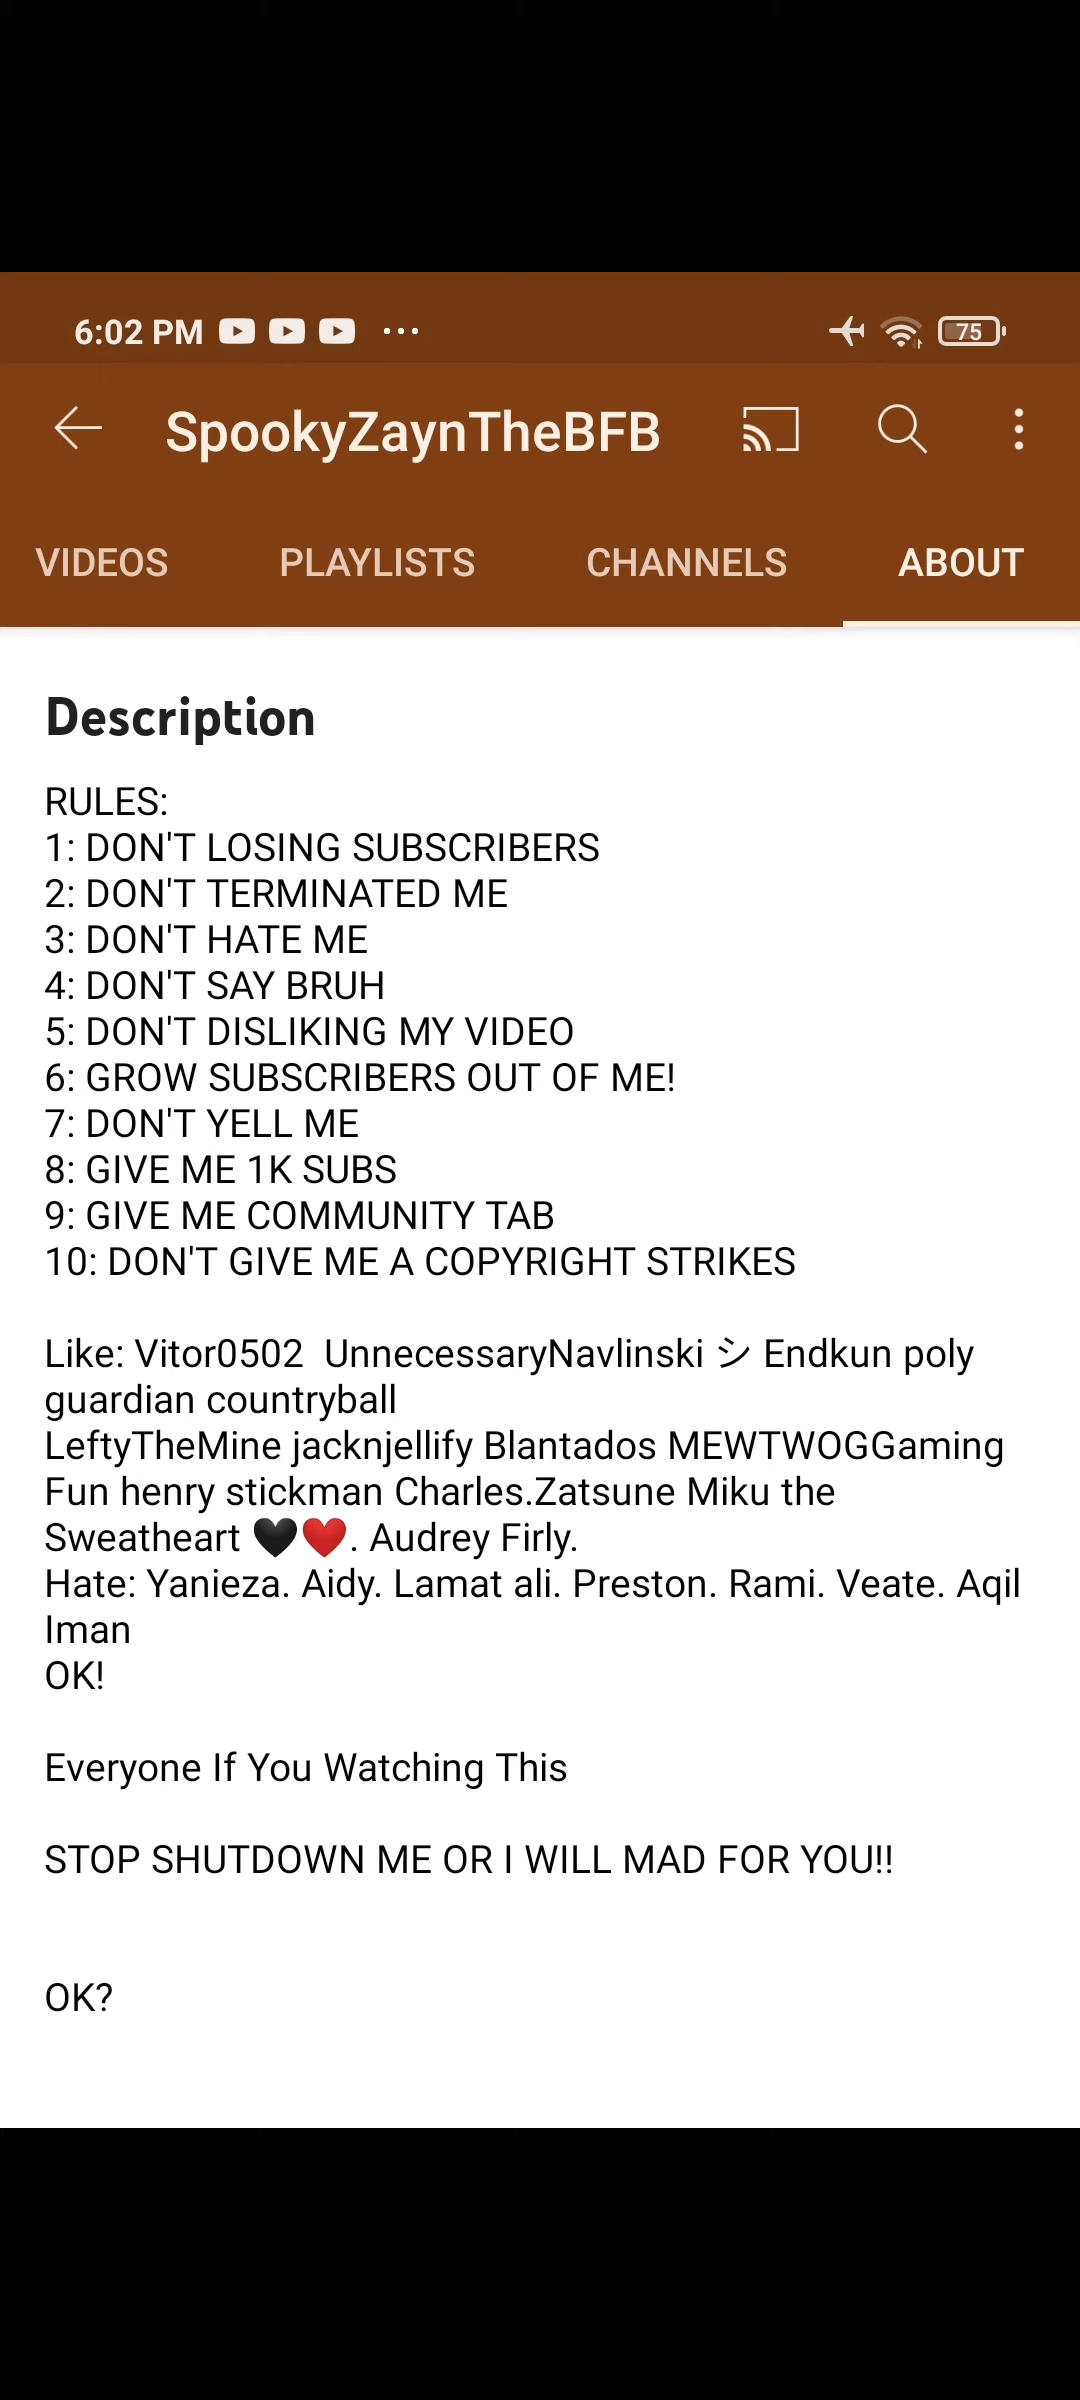 6:02 PM
75
SpookyZaynTheBFB
VIDEOS PLAYLISTS CHANNELS ABOUT
Description
RULES:
1: DON'T LOSING SUBSCRIBERS
2: DON'T TERMINATED ME
3: DON'T HATE ME
4: DON'T SAY BRUH
5: DON'T DISLIKING MY VIDEO
6: GROW SUBSCRIBERS OUT OF ME!
7: DON'T YELL ME
8: GIVE ME 1K SUBS
9: GIVE ME COMMUNITY TAB
10: DON'T GIVE ME A COPYRIGHT STRIKES
Like: Vitor0502  UnnecessaryNavlinski シ Endkun poly
guardian countryball
LeftyTheMine jacknjellify Blantados MEWTWOGGaming
Fun henry stickman Charles.Zatsune Miku the
Sweatheart 🖤❤️. Audrey Firly.
Hate: Yanieza. Aidy. Lamat ali. Preston. Rami. Veate. Aqil
Iman
OK!
Everyone If You Watching This
STOP SHUTDOWN ME OR I WILL MAD FOR YOU!!
OK?